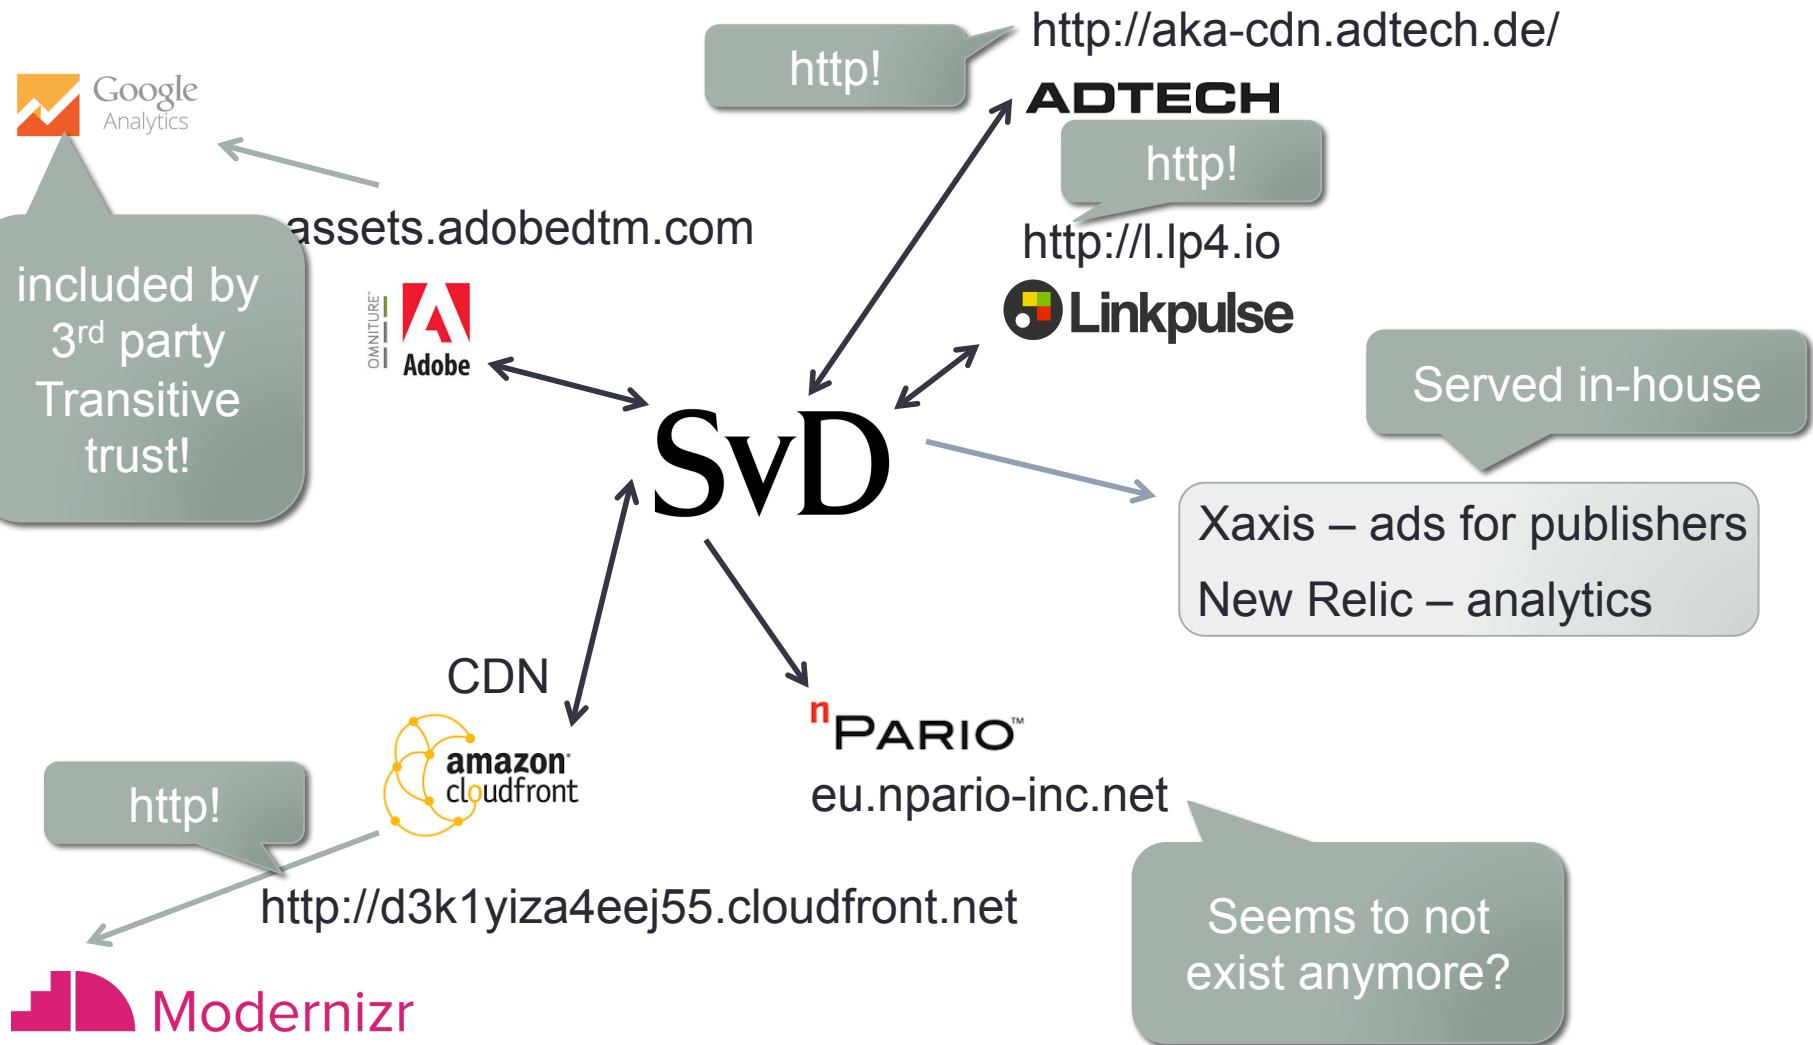 http://aka-cdn.adtech.de/
http!
ADTECH
Google
Analytics
http!
assets.adobedtm.com
http://l.lp4.io
included by
3rd party
Transitive
trust!
OMNITURE™
Adobe
Linkpulse
Served in-house
SvD
Xaxis – ads for publishers
New Relic – analytics
CDN
nPARIO™
amazon
cloudfront
eu.npario-inc.net
http!
http://d3k1yiza4eej55.cloudfront.net
Seems to not
exist anymore?
Modernizr